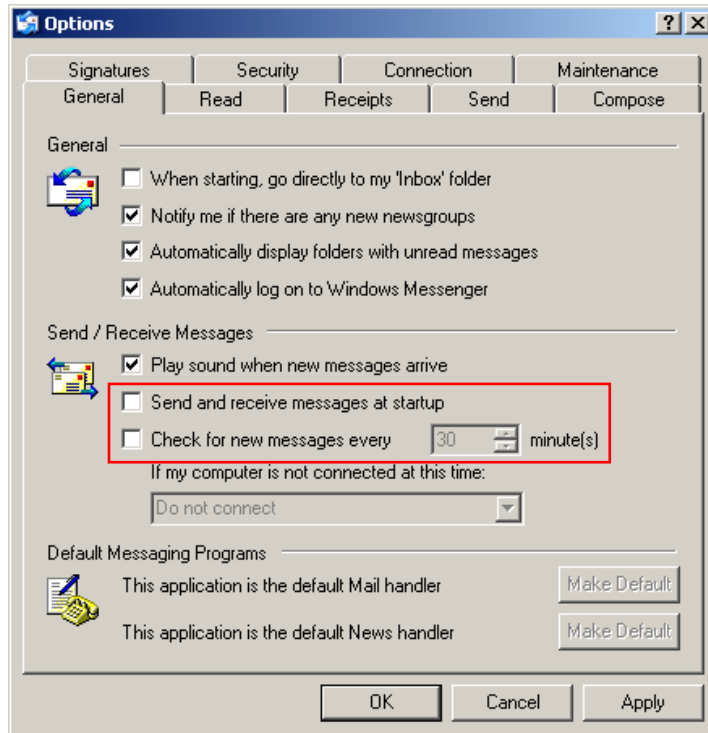 Options
Signatures Security Connection Maintenance
General Read Receipts Send Compose
General
When starting, go directly to my 'Inbox' folder
Notify me if there are any new newsgroups
Automatically display folders with unread messages
Automatically log on to Windows Messenger
Send / Receive Messages
Play sound when new messages arrive
Send and receive messages at startup
Check for new messages every 30 minute(s)
If my computer is not connected at this time:
Do not connect
Default Messaging Programs
This application is the default Mail handler Make Default
This application is the default News handler Make Default
OK Cancel Apply